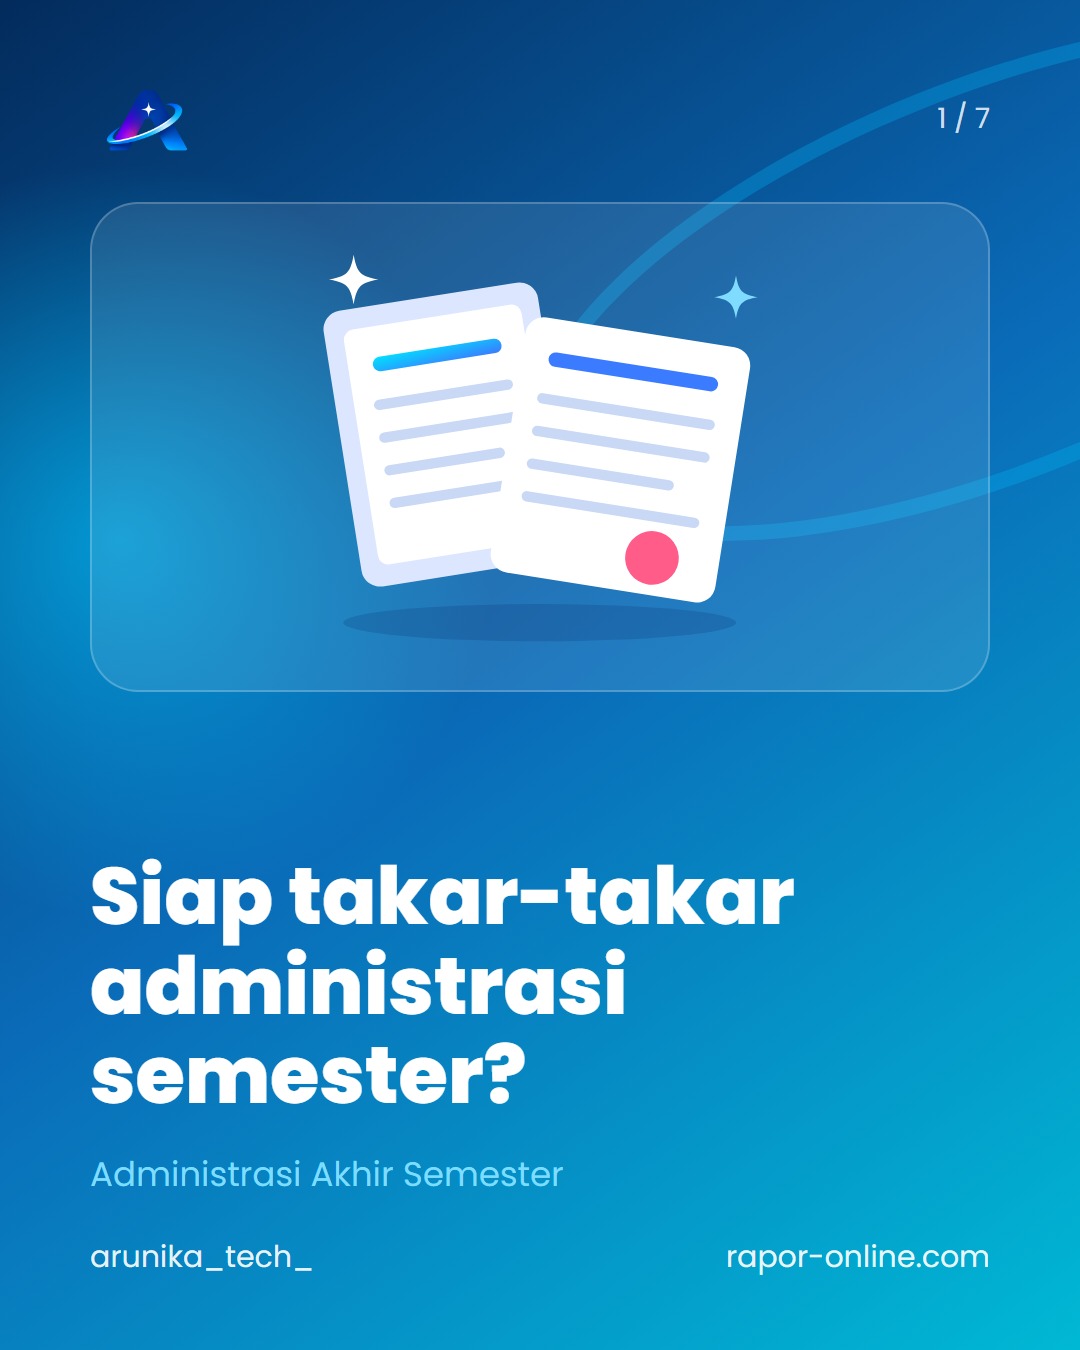 1 / 7
Siap takar-takar
administrasi
semester?
Administrasi Akhir Semester
arunika_tech_
rapor-online.com